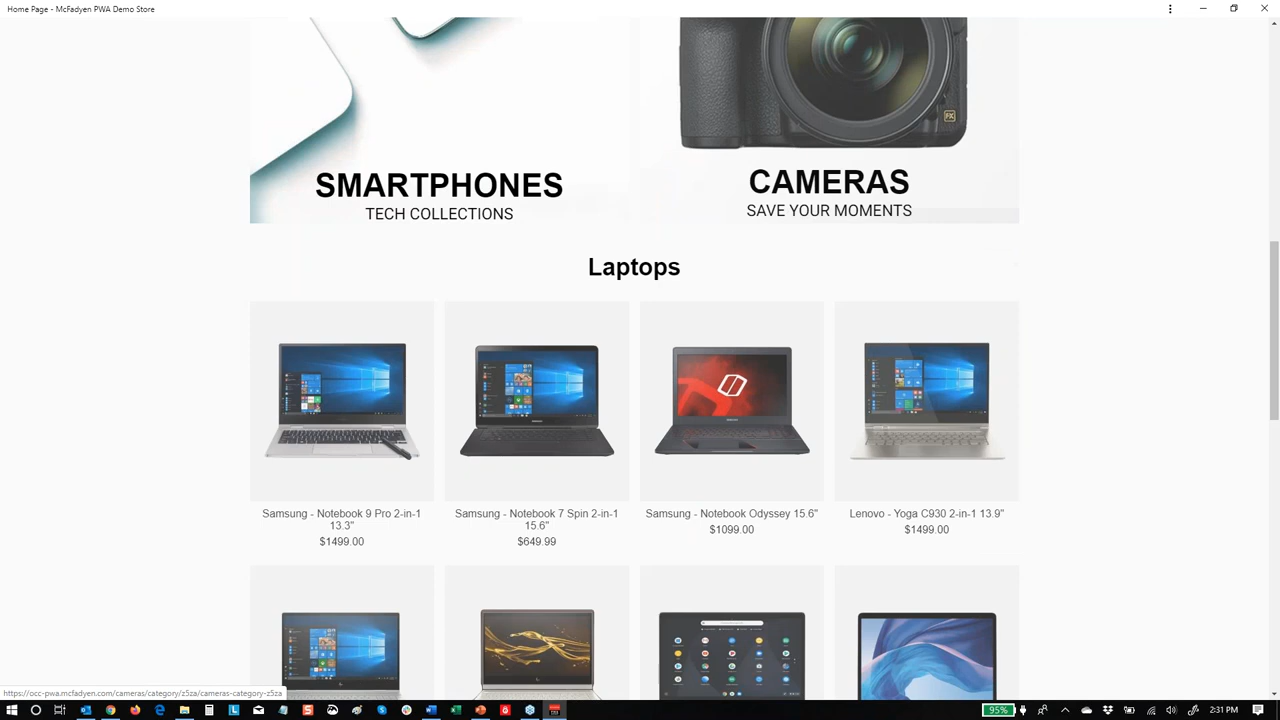 Home Page - McFadyen PWA Demo Store
FX
SMARTPHONES
TECH COLLECTIONS
CAMERAS
SAVE YOUR MOMENTS
Laptops
Samsung - Notebook 9 Pro 2-in-1
13.3"
$1499.00
Samsung - Notebook 7 Spin 2-in-1
15.6"
$649.99
Samsung - Notebook Odyssey 15.6"
$1099.00
Lenovo - Yoga C930 2-in-1 13.9"
$1499.00
https://occ-pwa.mcfadyen.com/cameras/category/z5za/cameras-category-z5za
95%
2:31 PM